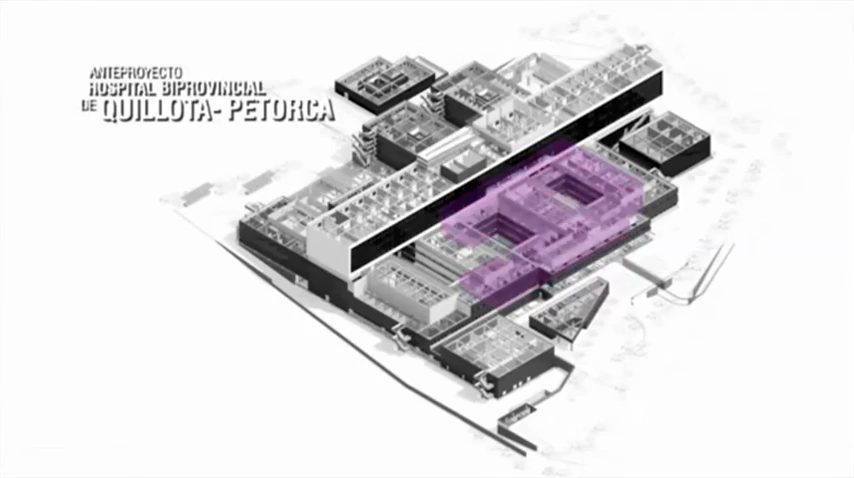 ANTEPROYECTO
HOSPITAL BIPROVINCIAL
DE QUILLOTA- PETORCA